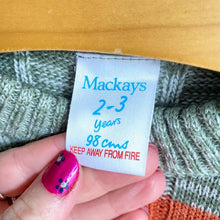 Mackays
2-3
Years
98 cms
KEEP AWAY FROM FIRE